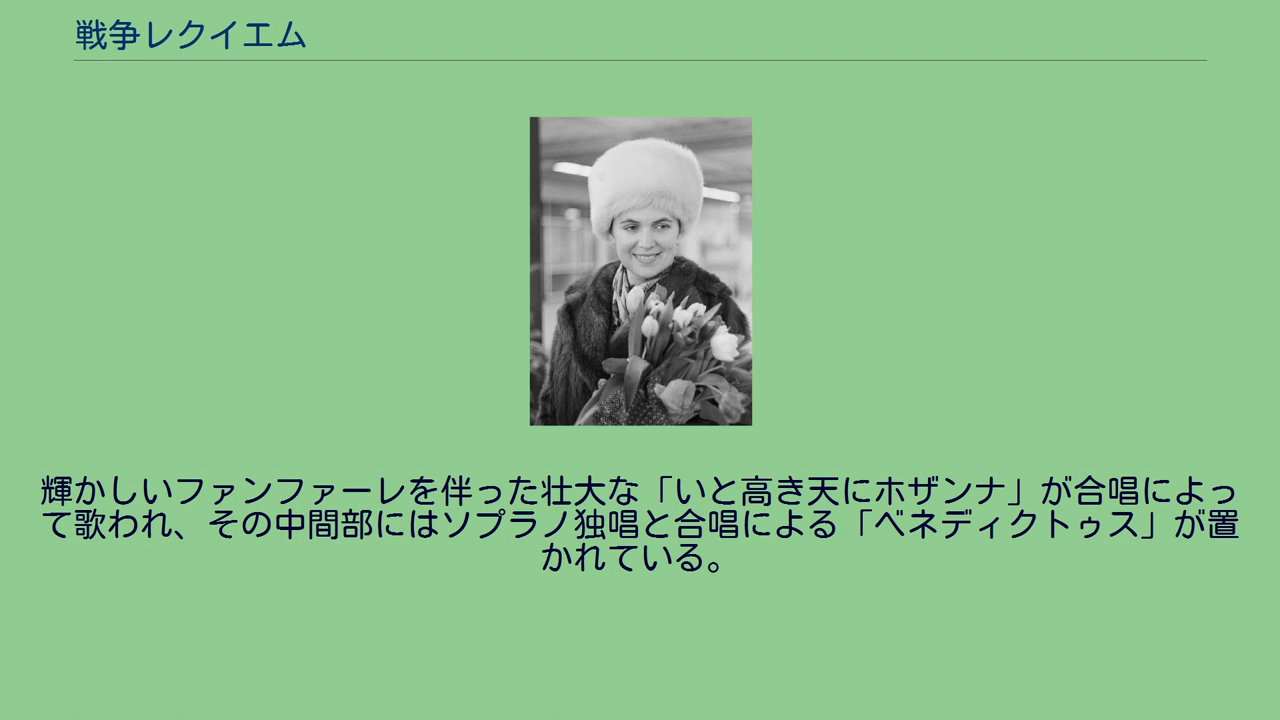 戦争レクイエム
輝かしいファンファーレを伴った壮大な「いと高き天にホザンナ」が合唱によっ
て歌われ、その中間部にはソプラノ独唱と合唱による「ベネディクトゥス」が置
かれている。